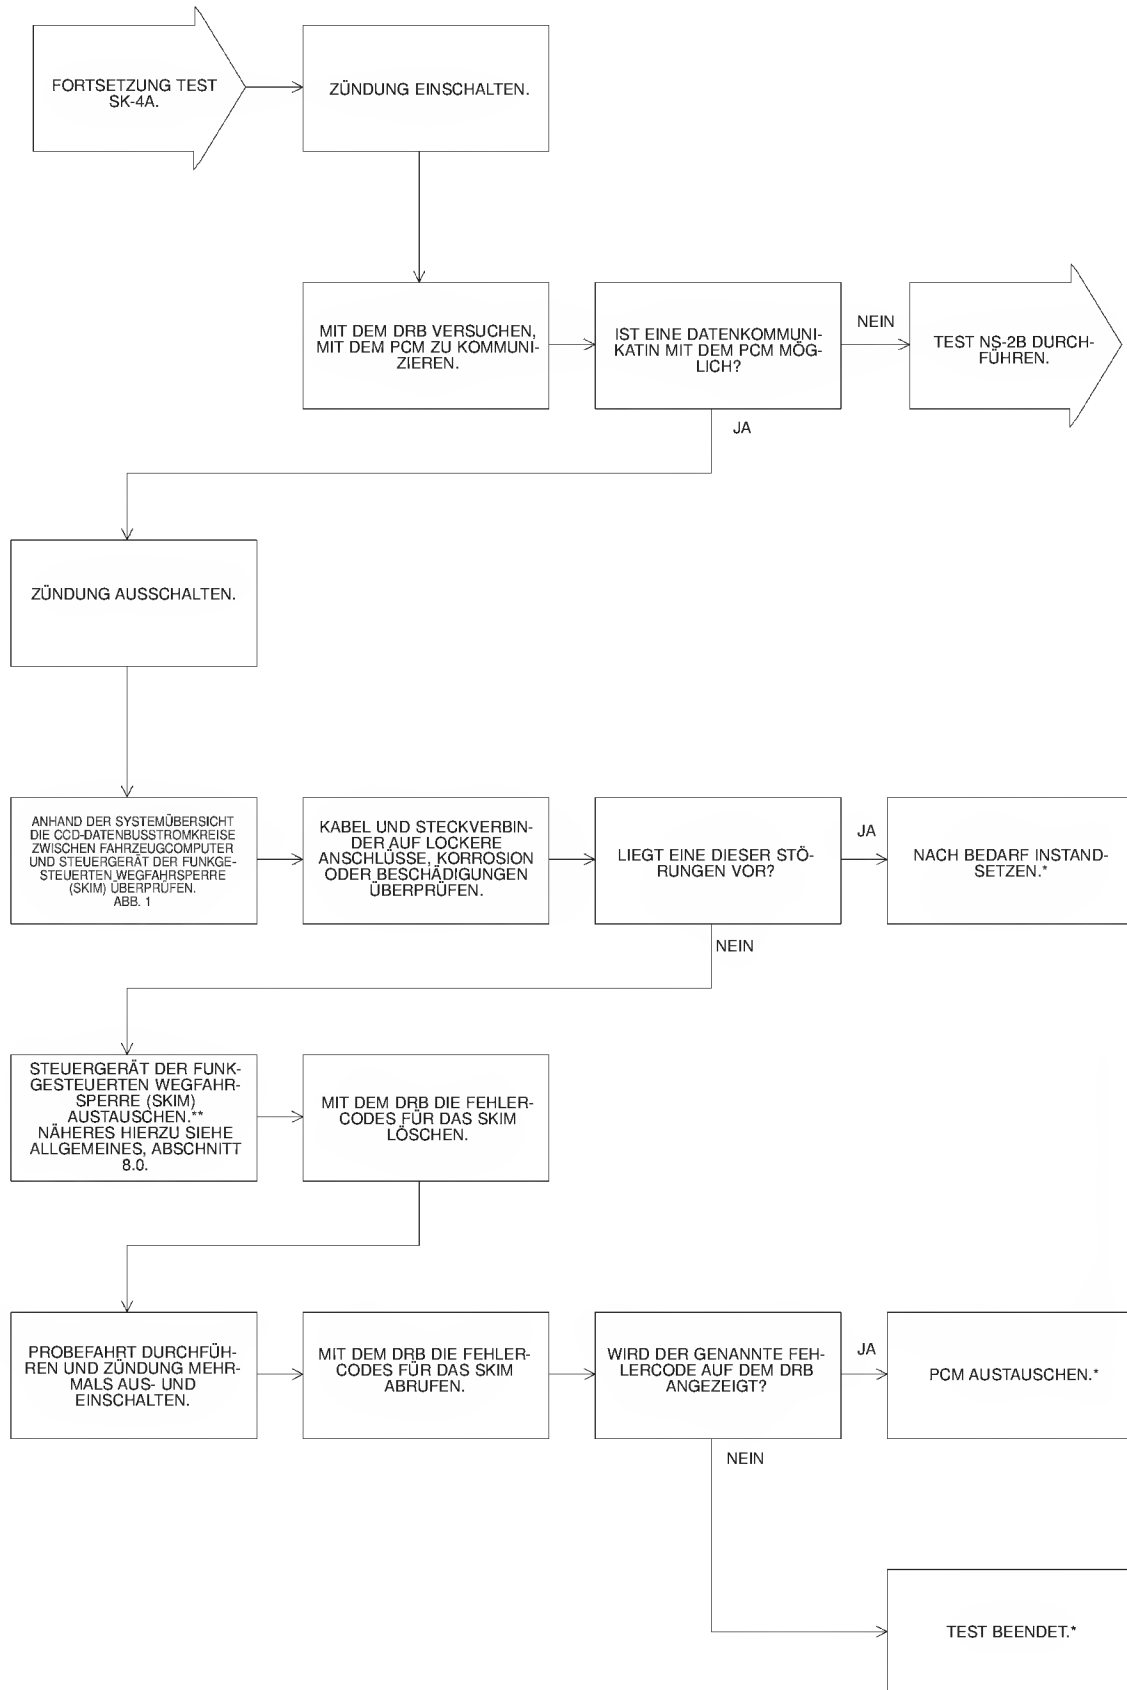 FORTSETZUNG TEST
SK-4A.
ZÜNDUNG EINSCHALTEN.
MIT DEM DRB VERSUCHEN,
MIT DEM PCM ZU KOMMUNI-
ZIEREN.
IST EINE DATENKOMMUNI-
KATIN MIT DEM PCM MÖG-
LICH?
NEIN
TEST NS-2B DURCH-
FÜHREN.
JA
ZÜNDUNG AUSSCHALTEN.
ANHAND DER SYSTEMÜBERSICHT
DIE CCD-DATENBUSSTROMKREISE
ZWISCHEN FAHRZEUGCOMPUTER
UND STEUERGERÄT DER FUNKGE-
STEUERTEN WEGFAHRSPERRE
(SKIM) ÜBERPRÜFEN.
ABB. 1
KABEL UND STECKVERBIN-
DER AUF LOCKERE
ANSCHLÜSSE, KORROSION
ODER BESCHÄDIGUNGEN
ÜBERPRÜFEN.
LIEGT EINE DIESER STÖ-
RUNGEN VOR?
JA
NACH BEDARF INSTAND-
SETZEN.*
NEIN
STEUERGERÄT DER FUNK-
GESTEUERTEN WEGFAHR-
SPERRE (SKIM)
AUSTAUSCHEN.**
NÄHERES HIERZU SIEHE
ALLGEMEINES, ABSCHNITT
8.0.
MIT DEM DRB DIE FEHLER-
CODES FÜR DAS SKIM
LÖSCHEN.
PROBEFAHRT DURCHFÜH-
REN UND ZÜNDUNG MEHR-
MALS AUS- UND
EINSCHALTEN.
MIT DEM DRB DIE FEHLER-
CODES FÜR DAS SKIM
ABRUFEN.
WIRD DER GENANNTE FEH-
LERCODE AUF DEM DRB
ANGEZEIGT?
JA
PCM AUSTAUSCHEN.*
NEIN
TEST BEENDET.*